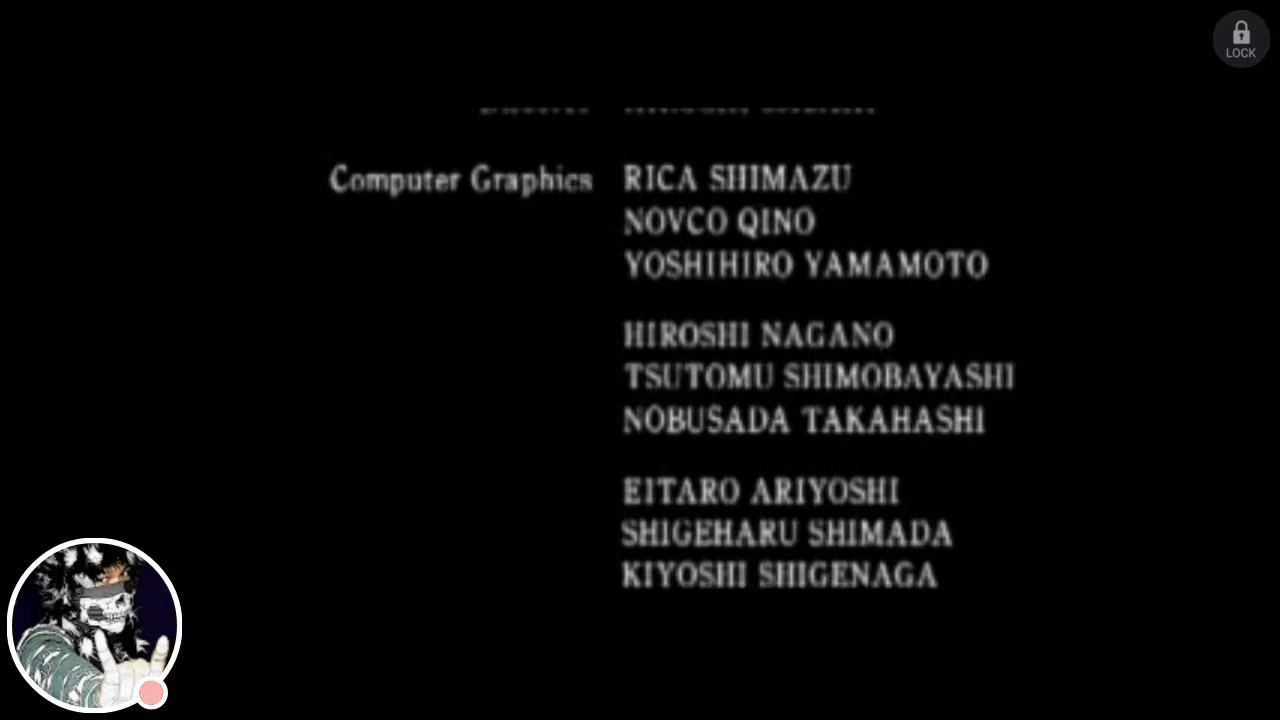 LOCK
Computer Graphics RICA SHIMAZU
NOVCO QINO
YOSHIHIRO YAMAMOTO
HIROSHI NAGANO
TSUTOMU SHIMOBAYASHI
NOBUSADA TAKAHASHI
EITARO ARIYOSHI
SHIGEHARU SHIMADA
KIYOSHI SHIGENAGA